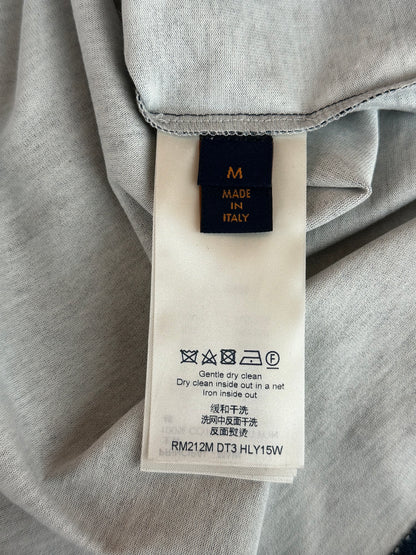 M
MADE
IN
ITALY
Gentle dry clean
Dry clean inside out in a net
Iron inside out
缓和干洗
洗网中反面干洗
反面熨烫
RM212M DT3 HLY15W